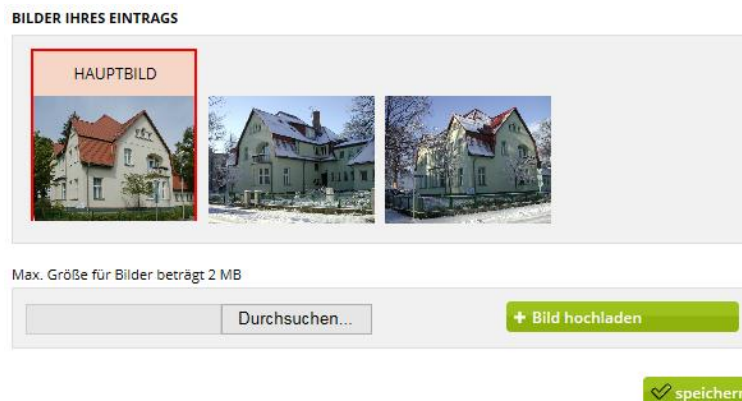 BILDER IHRES EINTRAGS
HAUPTBILD
Max. Größe für Bilder beträgt 2 MB
Durchsuchen...
+ Bild hochladen
speichern